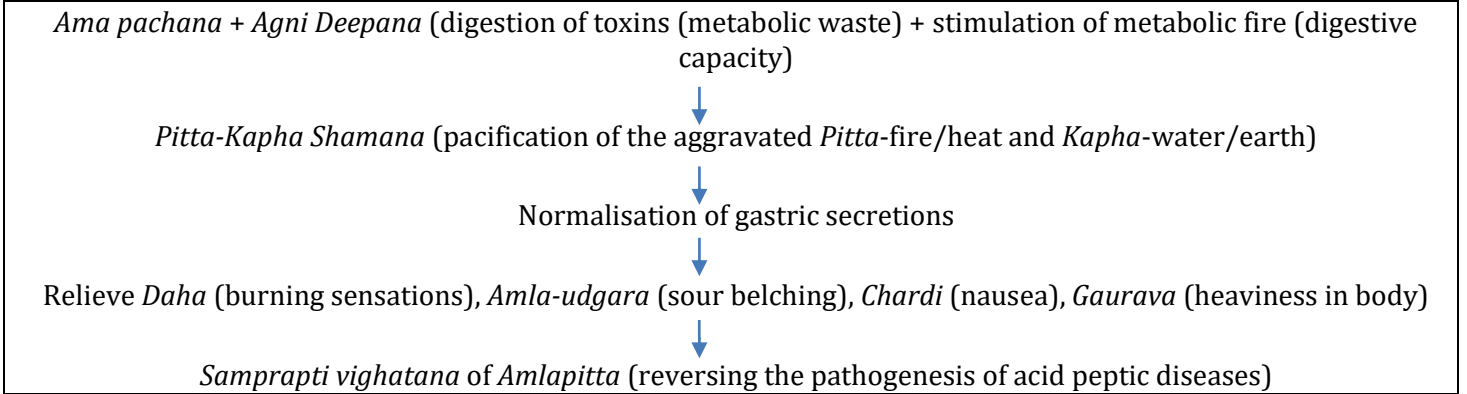 Ama pachana + Agni Deepana (digestion of toxins (metabolic waste) + stimulation of metabolic fire (digestive
capacity)
Pitta-Kapha Shamana (pacification of the aggravated Pitta-fire/heat and Kapha-water/earth)
Normalisation of gastric secretions
Relieve Daha (burning sensations), Amla-udgara (sour belching), Chardi (nausea), Gaurava (heaviness in body)
Samprapti vighatana of Amlapitta (reversing the pathogenesis of acid peptic diseases)